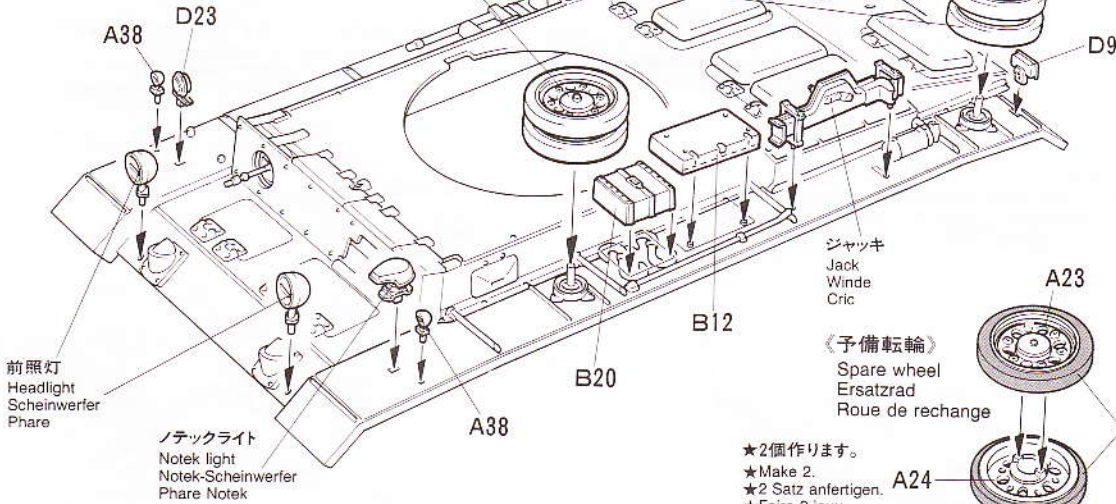 D23
A38
D9
ジャッキ
Jack
Winde
Cric
A23
B12
《予備転輪》
Spare wheel
Ersatzrad
Roue de rechange
B20
前照灯
Headlight
Scheinwerfer
Phare
A38
ノテックライト
Notek light
Notek-Scheinwerfer
Phare Notek
★2個作ります。
★Make 2.
★2 Satz anfertigen.
A24